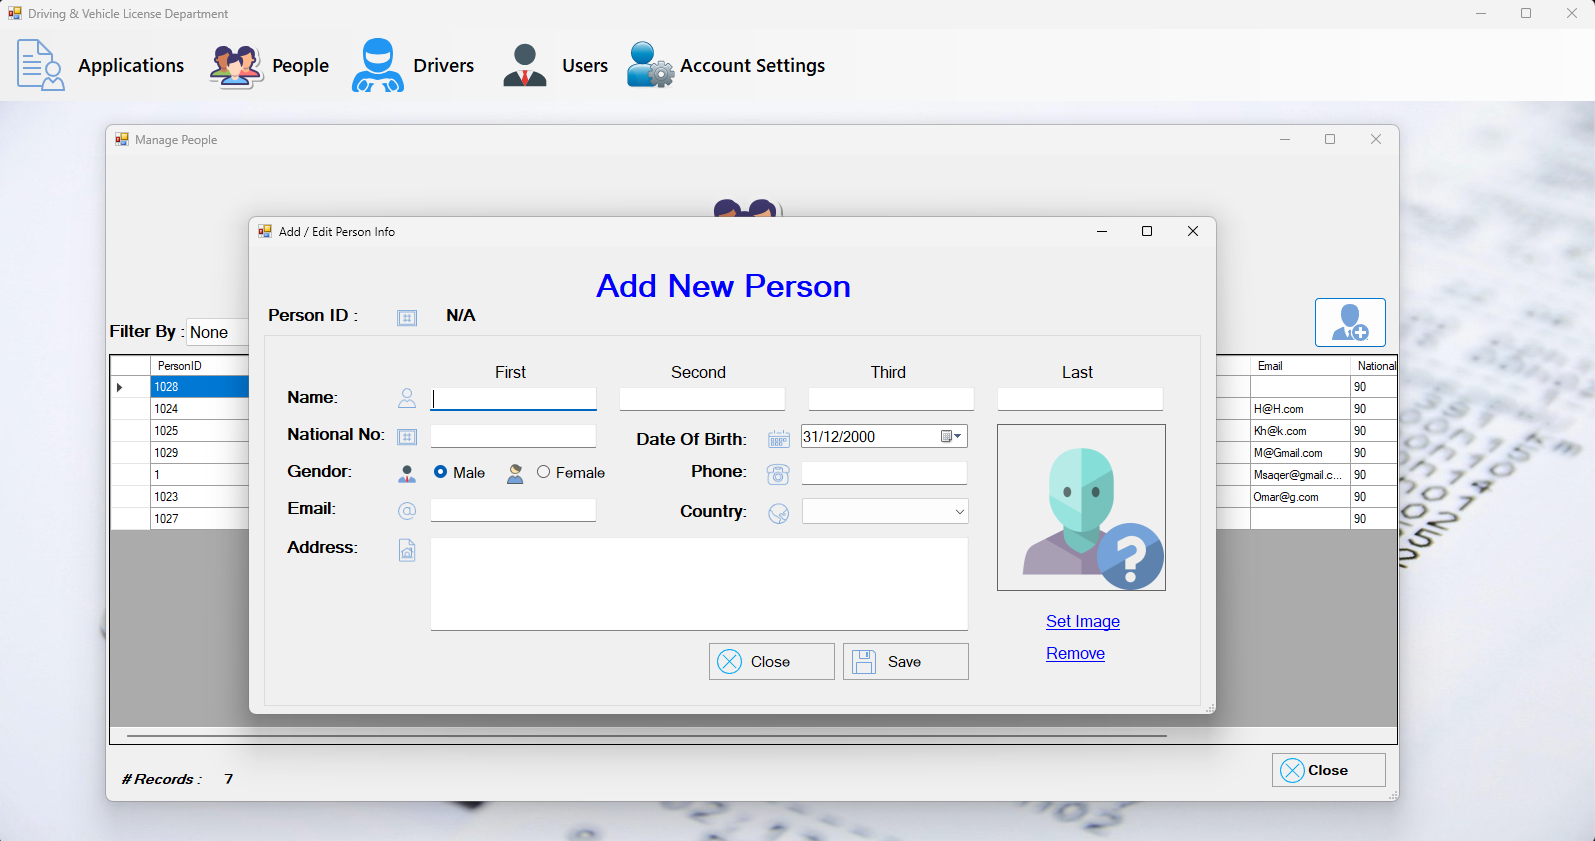 Driving & Vehicle License Department
Applications People Drivers Users Account Settings
Manage People
Add / Edit Person Info
Add New Person
Person ID : N/A
Filter By : None
First Second Third Last
Name:
National No: Date Of Birth: 31/12/2000
Gendor: Male Female Phone:
Email: Country:
Address:
Set Image
Remove
Close Save
PersonID Email National
1028 90
1024 H@H.com 90
1025 Kh@k.com 90
1029 M@Gmail.com 90
1 Msaqer@gmail.c... 90
1023 Omar@g.com 90
1027 90
# Records : 7
Close